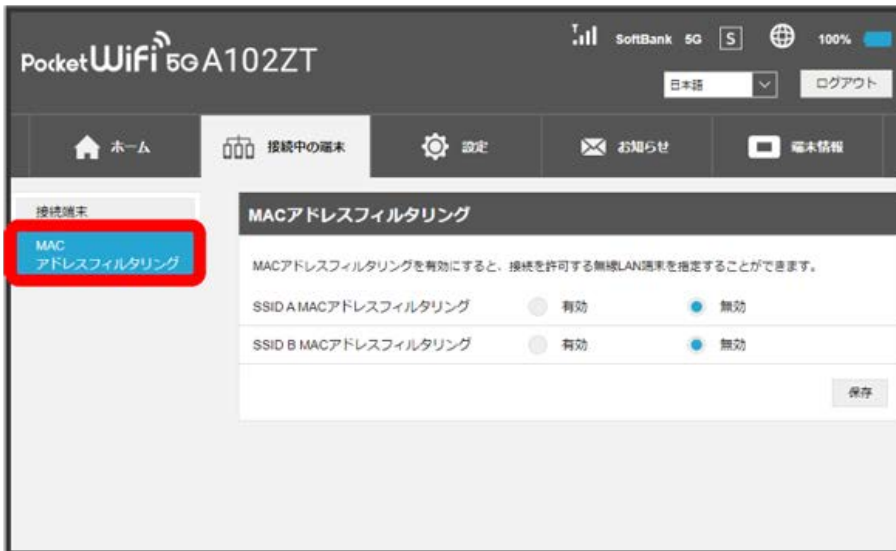 PocketWiFi 5G A102ZT
SoftBank 5G S 100%
日本語 ログアウト
ホーム 接続中の端末 設定 お知らせ 端末情報
接続端末
MAC
アドレスフィルタリング
MACアドレスフィルタリング
MACアドレスフィルタリングを有効にすると、接続を許可する無線LAN端末を指定することができます。
SSID A MACアドレスフィルタリング 有効 無効
SSID B MACアドレスフィルタリング 有効 無効
保存